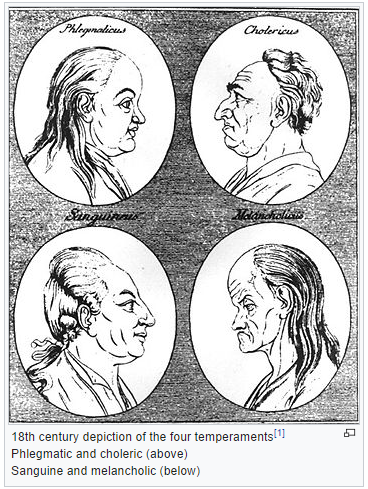 Phlegmaticus
Cholericus
Sanguineus
Melancholicus
18th century depiction of the four temperaments[1]
Phlegmatic and choleric (above)
Sanguine and melancholic (below)